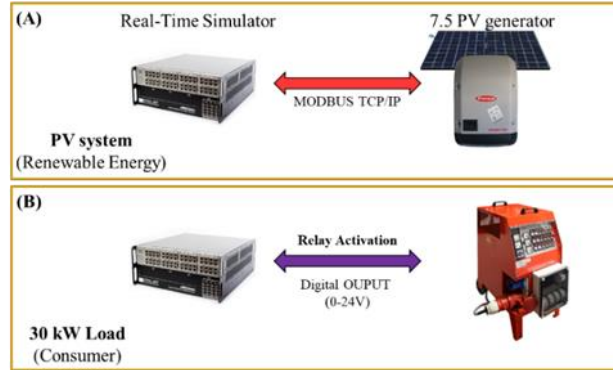 (A)
Real-Time Simulator
7.5 PV generator
MODBUS TCP/IP
PV system
(Renewable Energy)
(B)
Relay Activation
Digital OUPUT
(0-24V)
30 kW Load
(Consumer)